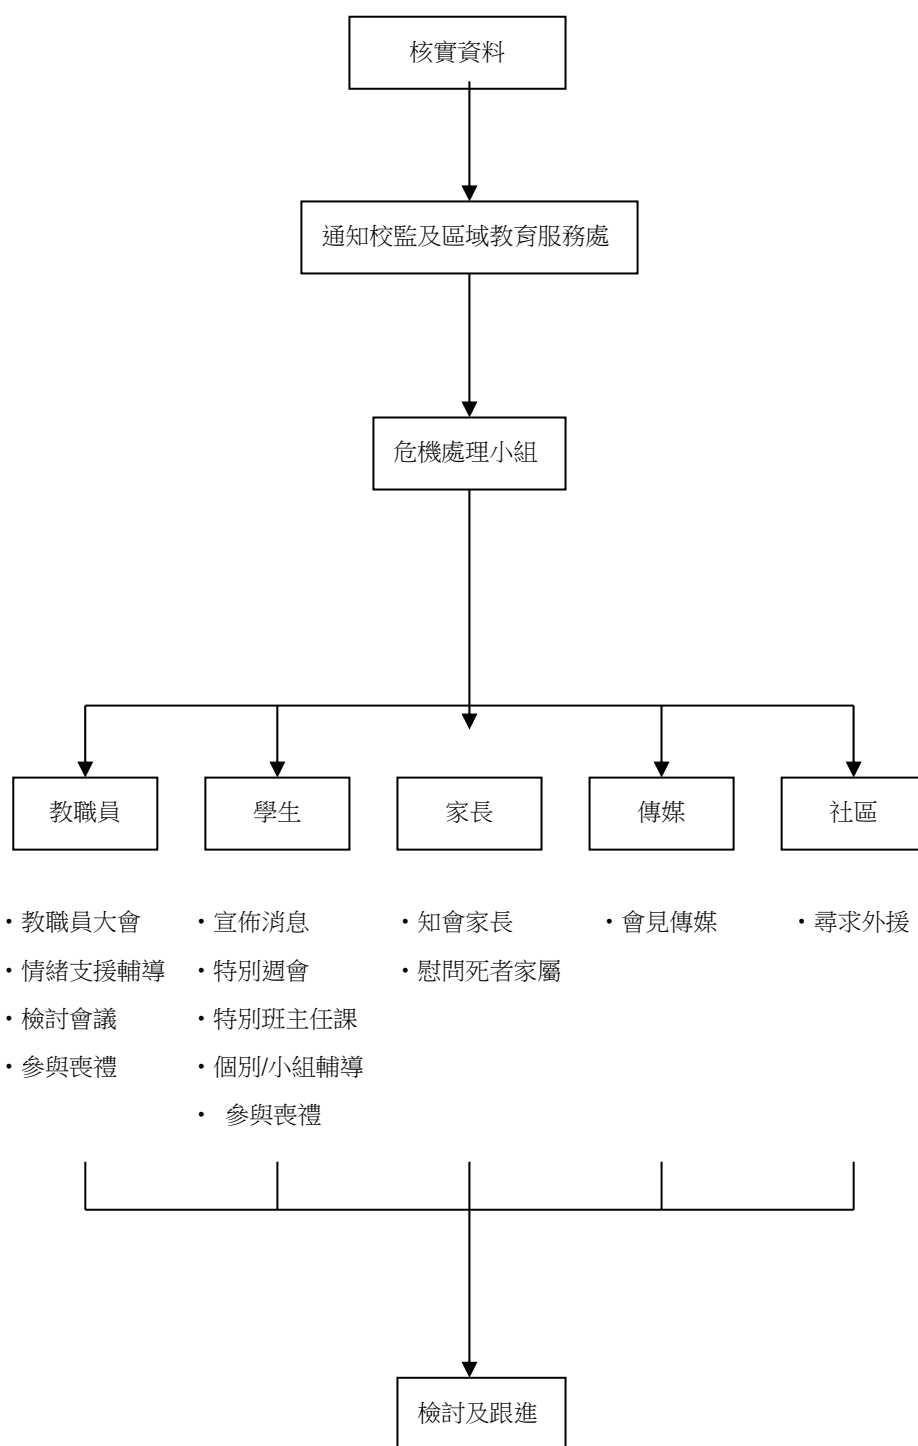 核實資料
通知校監及區域教育服務處
危機處理小組
教職員
學生
家長
傳媒
社區
・教職員大會
・情緒支援輔導
・檢討會議
・參與喪禮
・宣佈消息
・特別週會
・特別班主任課
・個別/小組輔導
・ 參與喪禮
・知會家長
・慰問死者家屬
・會見傳媒
・尋求外援
檢討及跟進